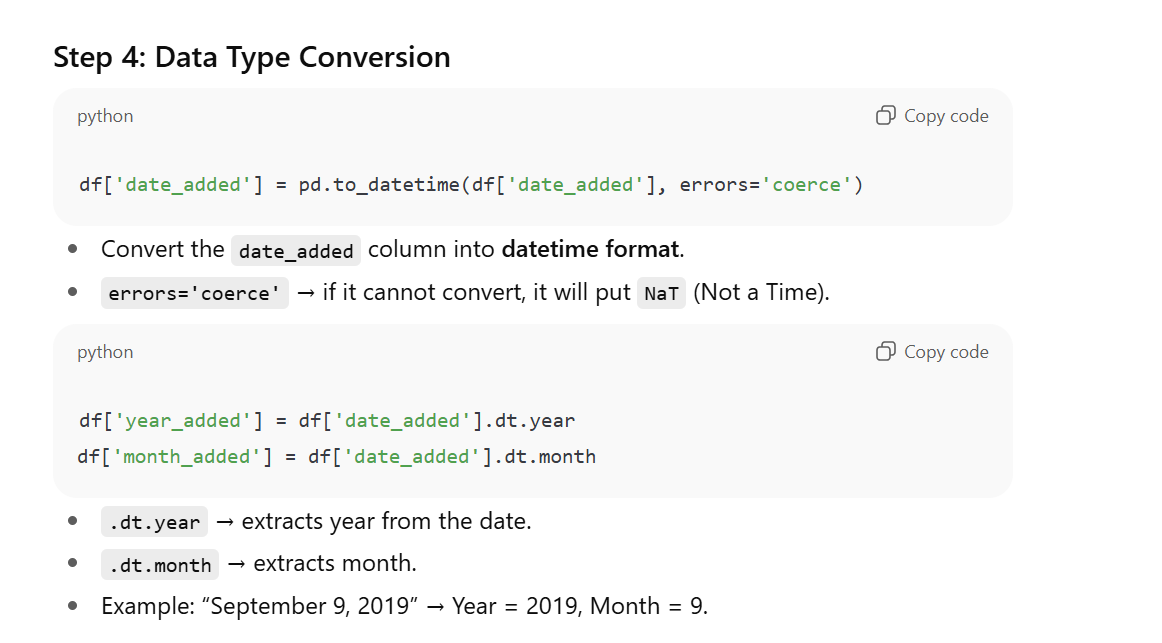 Step 4: Data Type Conversion
python
Copy code
df['date_added'] = pd.to_datetime(df['date_added'], errors='coerce')
• Convert the date_added column into datetime format.
• errors='coerce' → if it cannot convert, it will put NaT (Not a Time).
python
Copy code
df['year_added'] = df['date_added'].dt.year
df['month_added'] = df['date_added'].dt.month
• .dt.year → extracts year from the date.
• .dt.month → extracts month.
• Example: “September 9, 2019” → Year = 2019, Month = 9.